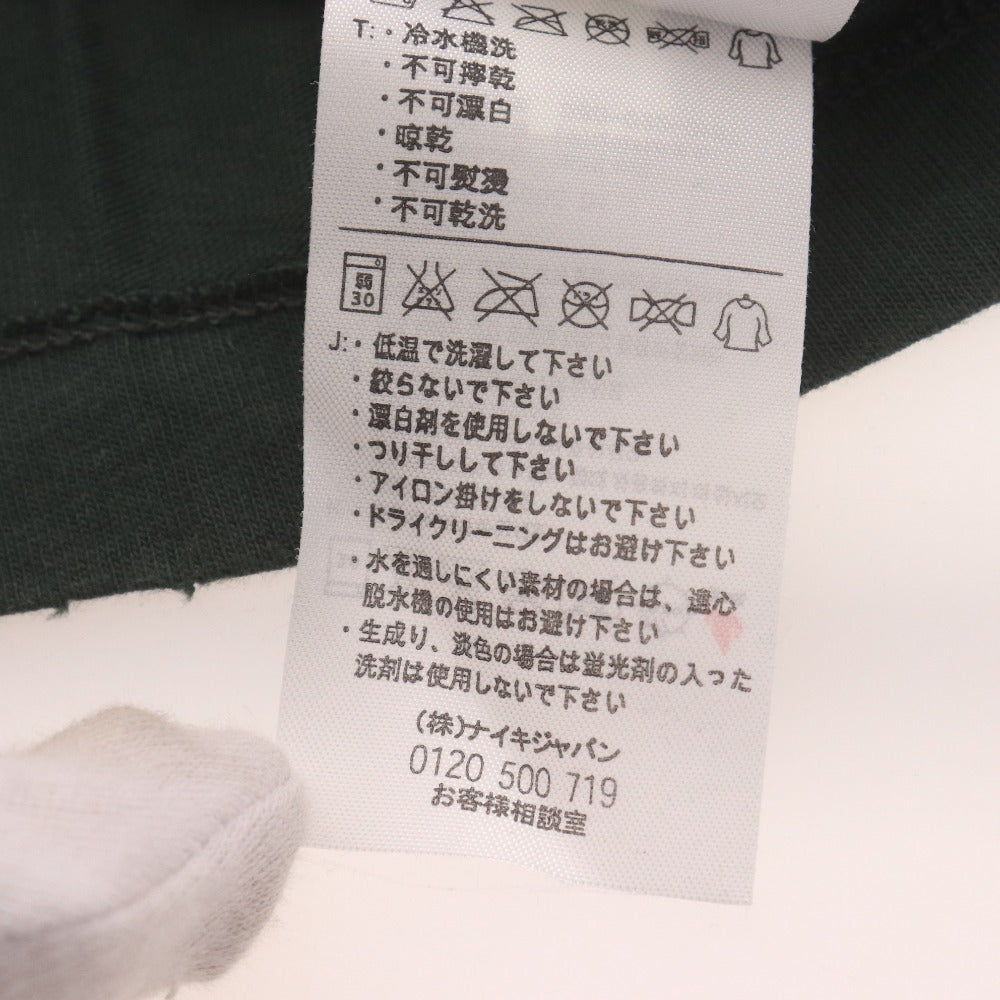 T:・冷水機洗
・不可擰乾
・不可漂白
・晾乾
・不可熨燙
・不可乾洗
弱
30
J:・低温で洗濯して下さい
・絞らないで下さい
・漂白剤を使用しないで下さい
・つり干しして下さい
・アイロン掛けをしないで下さい
・ドライクリーニングはお避け下さい
・水を通しにくい素材の場合は、遠心
脱水機の使用はお避け下さい
・生成り、淡色の場合は蛍光剤の入った
洗剤は使用しないで下さい
(株)ナイキジャパン
0120 500 719
お客様相談室